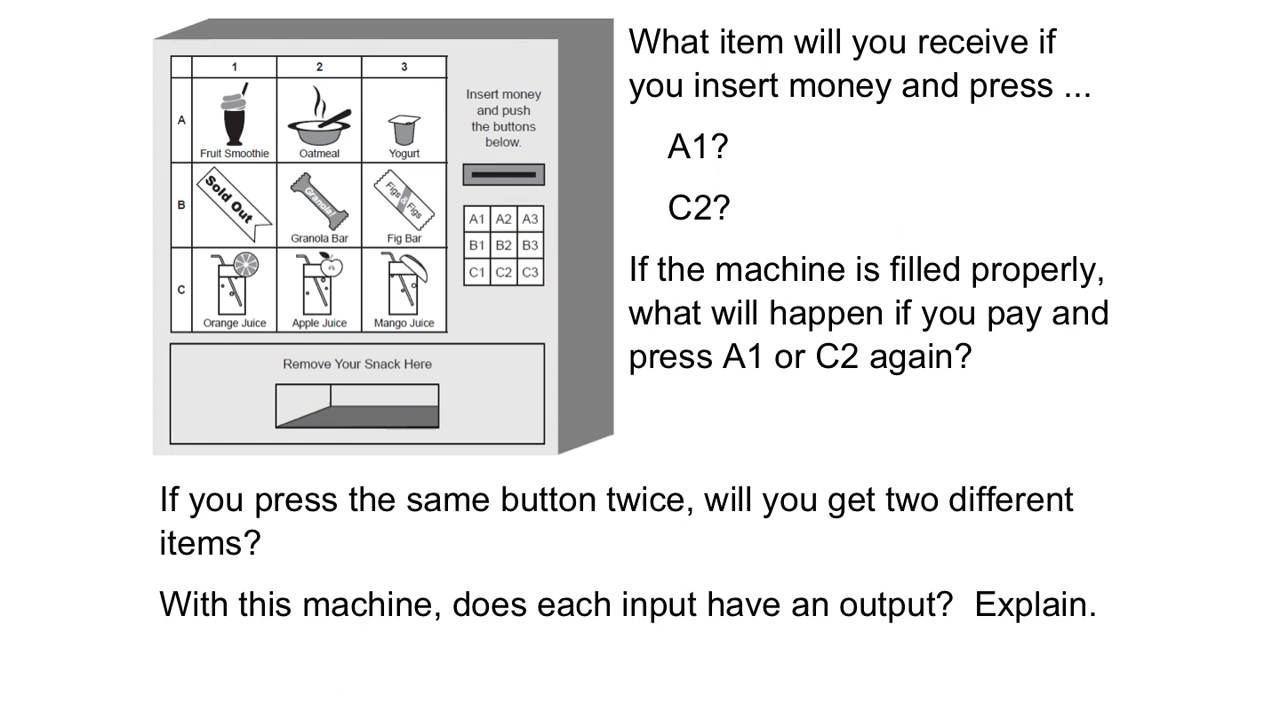 1 2 3
A
Fruit Smoothie Oatmeal Yogurt
B
Sold Out
Granola!
Figs & Figs
Granola Bar Fig Bar
C
Orange Juice Apple Juice Mango Juice
Insert money
and push
the buttons
below.
A1 A2 A3
B1 B2 B3
C1 C2 C3
Remove Your Snack Here
What item will you receive if
you insert money and press ...
A1?
C2?
If the machine is filled properly,
what will happen if you pay and
press A1 or C2 again?
If you press the same button twice, will you get two different
items?
With this machine, does each input have an output? Explain.